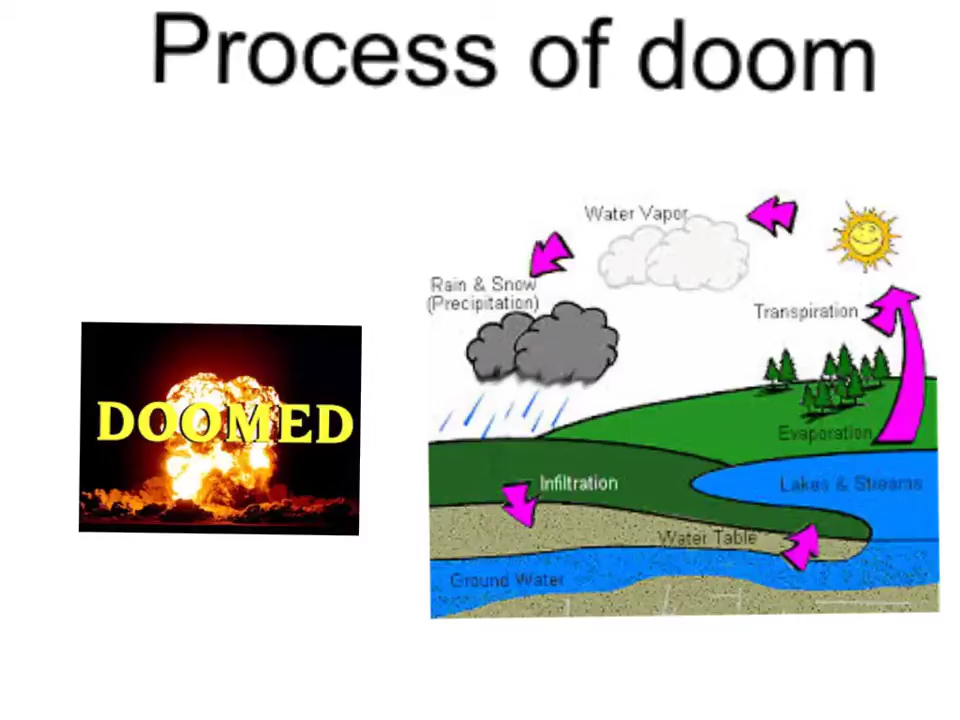 Process of doom
Water Vapor
Rain & Snow
(Precipitation)
Transpiration
DOOMED
Evaporation
Infiltration
Lakes & Streams
Water Table
Ground Water